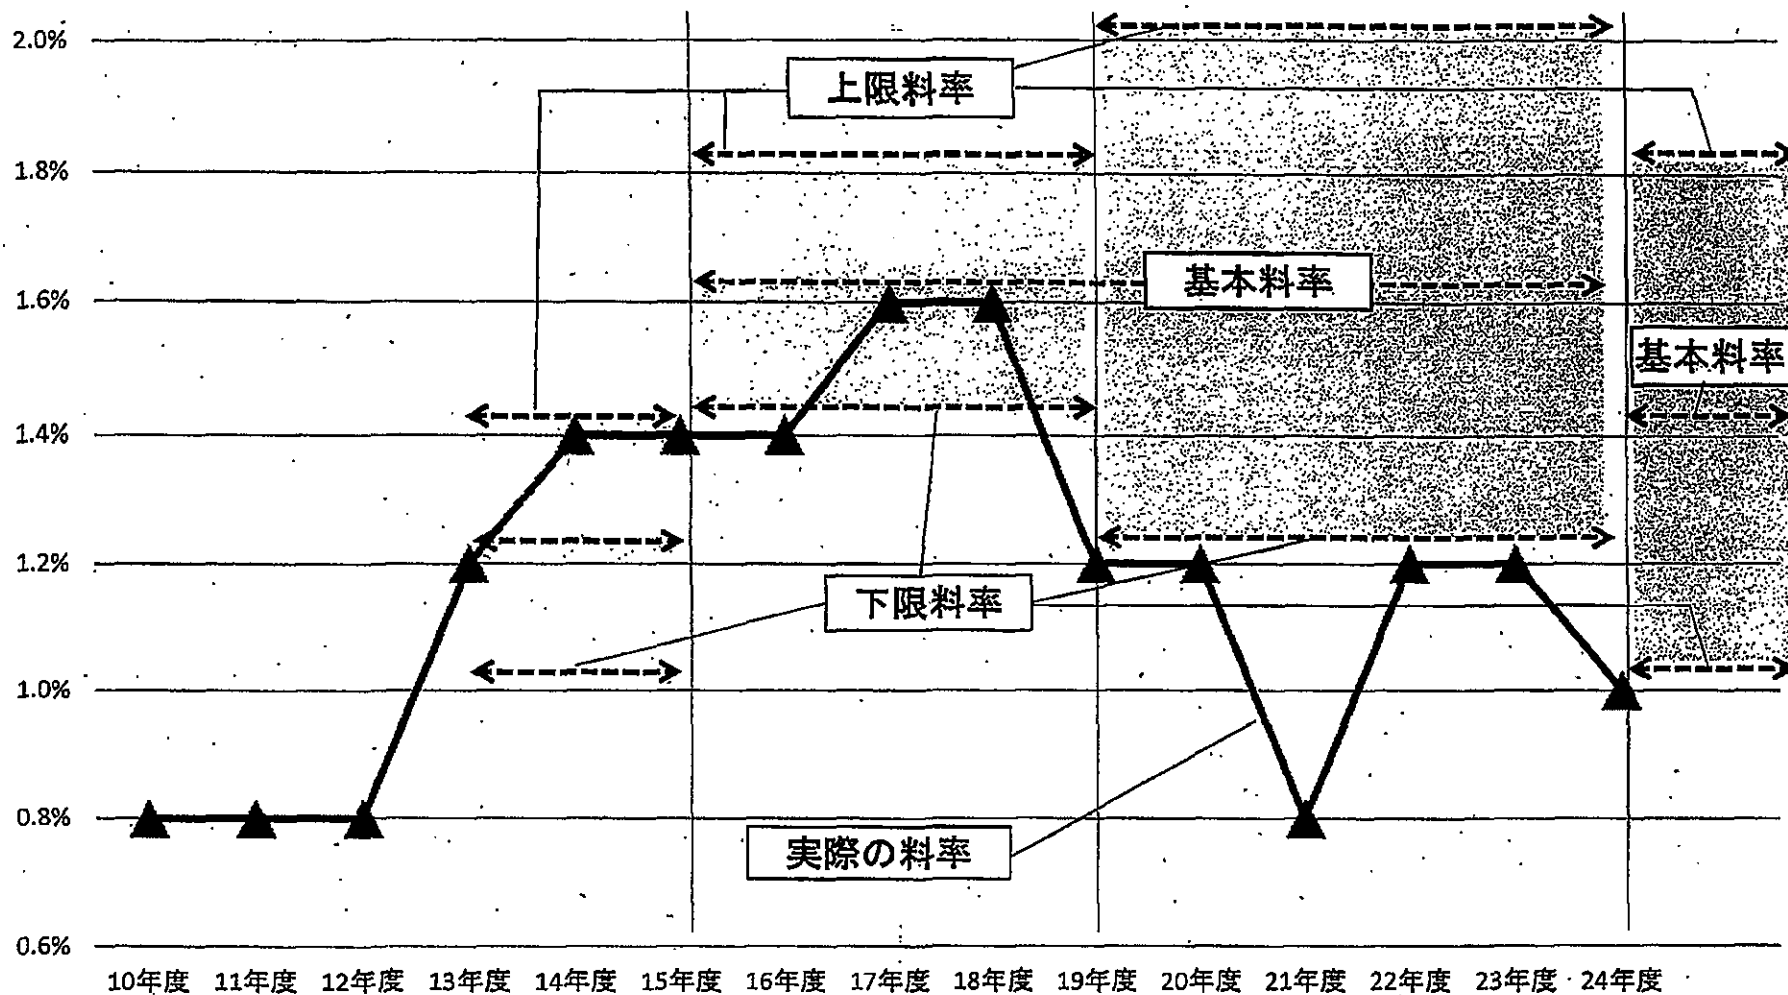 2.0%
上限料率
1.8%
基本料率
1.6%
基本料率
1.4%
1.2%
下限料率
1.0%
0.8%
実際の料率
0.6%
10年度 11年度 12年度 13年度 14年度 15年度 16年度 17年度 18年度 19年度 20年度 21年度 22年度 23年度 24年度